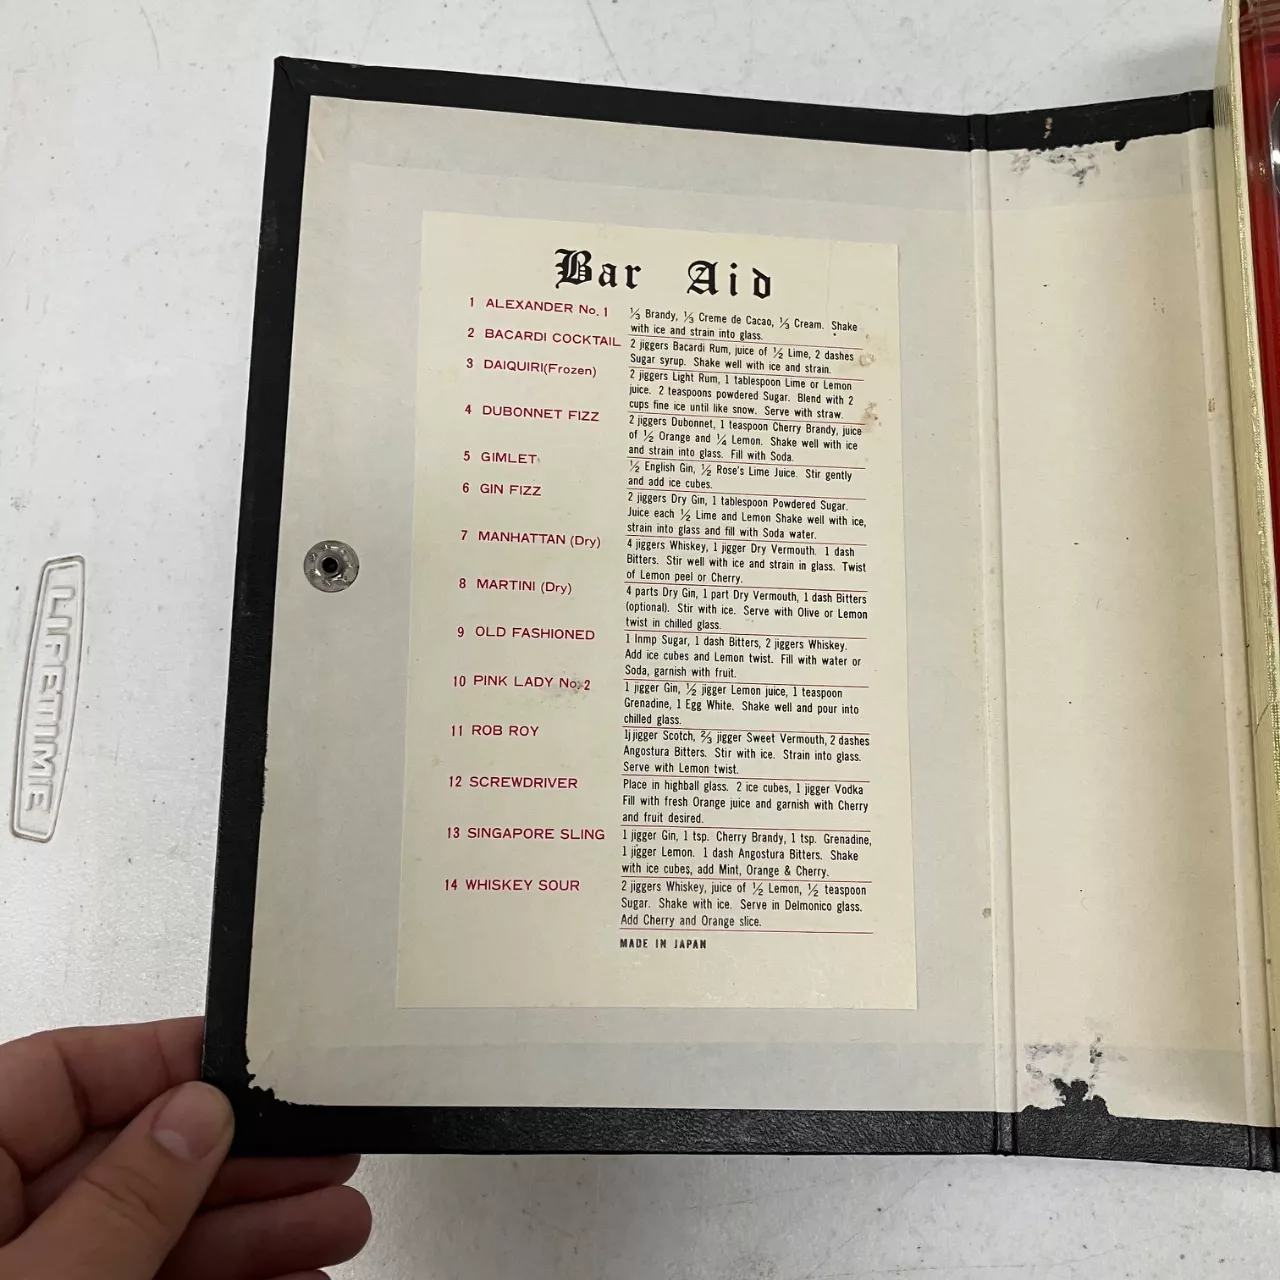 Bar Aid
1 ALEXANDER No. 1
⅓ Brandy, ⅓ Creme de Cacao, ⅓ Cream. Shake
with ice and strain into glass.
2 BACARDI COCKTAIL
2 jiggers Bacardi Rum, juice of ½ Lime, 2 dashes
Sugar syrup. Shake well with ice and strain.
3 DAIQUIRI(Frozen)
2 jiggers Light Rum, 1 tablespoon Lime or Lemon
juice. 2 teaspoons powdered Sugar. Blend with 2
cups fine ice until like snow. Serve with straw.
4 DUBONNET FIZZ
2 jiggers Dubonnet, 1 teaspoon Cherry Brandy, juice
of ½ Orange and ¼ Lemon. Shake well with ice
and strain into glass. Fill with Soda.
5 GIMLET
½ English Gin, ½ Rose's Lime Juice. Stir gently
and add ice cubes.
6 GIN FIZZ
2 jiggers Dry Gin, 1 tablespoon Powdered Sugar.
Juice each ½ Lime and Lemon Shake well with ice,
strain into glass and fill with Soda water.
7 MANHATTAN (Dry)
4 jiggers Whiskey, 1 jigger Dry Vermouth. 1 dash
Bitters. Stir well with ice and strain in glass. Twist
of Lemon peel or Cherry.
8 MARTINI (Dry)
4 parts Dry Gin, 1 part Dry Vermouth, 1 dash Bitters
(optional). Stir with ice. Serve with Olive or Lemon
twist in chilled glass.
9 OLD FASHIONED
1 lnmp Sugar, 1 dash Bitters, 2 jiggers Whiskey.
Add ice cubes and Lemon twist. Fill with water or
Soda, garnish with fruit.
10 PINK LADY No. 2
1 jigger Gin, ½ jigger Lemon juice, 1 teaspoon
Grenadine, 1 Egg White. Shake well and pour into
chilled glass.
11 ROB ROY
1jjigger Scotch, ⅔ jigger Sweet Vermouth, 2 dashes
Angostura Bitters. Stir with ice. Strain into glass.
Serve with Lemon twist.
12 SCREWDRIVER
Place in highball glass. 2 ice cubes, 1 jigger Vodka
Fill with fresh Orange juice and garnish with Cherry
and fruit desired.
13 SINGAPORE SLING
1 jigger Gin, 1 tsp. Cherry Brandy, 1 tsp. Grenadine,
1 jigger Lemon. 1 dash Angostura Bitters. Shake
with ice cubes, add Mint, Orange & Cherry.
14 WHISKEY SOUR
2 jiggers Whiskey, juice of ½ Lemon, ½ teaspoon
Sugar. Shake with ice. Serve in Delmonico glass.
Add Cherry and Orange slice.
MADE IN JAPAN
LIFETIME